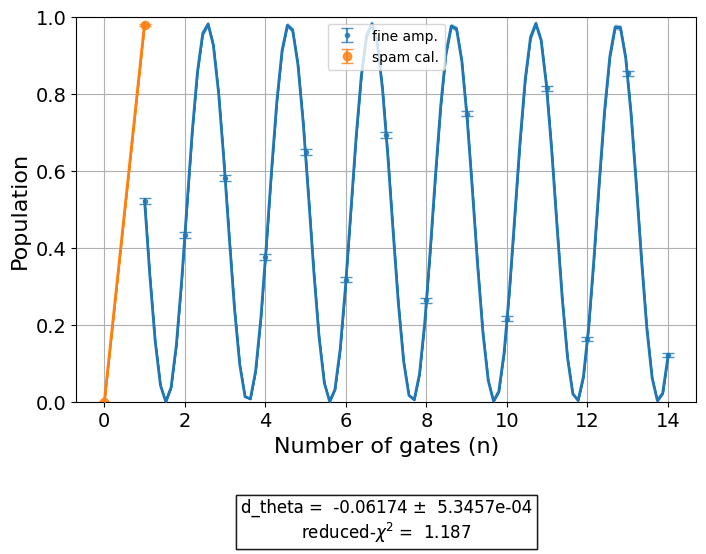 1.0
0.8
0.6
0.4
0.2
0.0
Population
fine amp.
spam cal.
0 2 4 6 8 10 12 14
Number of gates (n)
d_theta = -0.06174 ± 5.3457e-04
reduced-χ² = 1.187